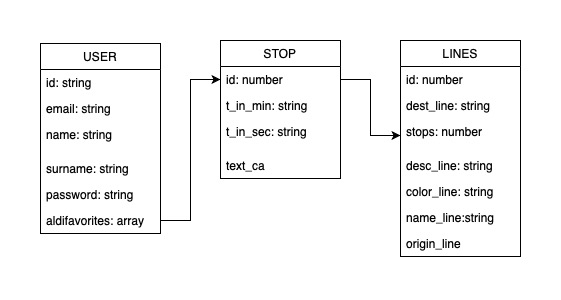 USER
id: string
email: string
name: string
surname: string
password: string
aldifavorites: array
STOP
id: number
t_in_min: string
t_in_sec: string
text_ca
LINES
id: number
dest_line: string
stops: number
desc_line: string
color_line: string
name_line:string
origin_line